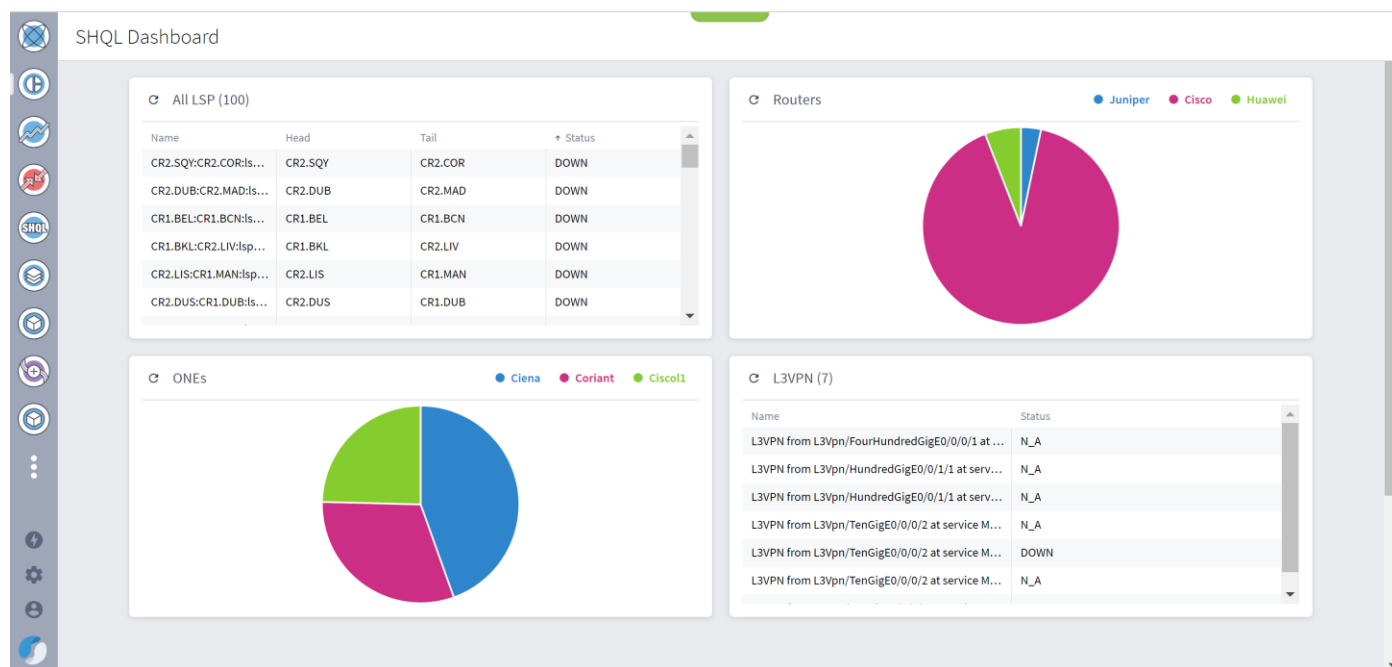 SHQL Dashboard
All LSP (100)
Name Head Tail Status
CR2.SQY:CR2.COR:ls... CR2.SQY CR2.COR DOWN
CR2.DUB:CR2.MAD:ls... CR2.DUB CR2.MAD DOWN
CR1.BEL:CR1.BCN:ls... CR1.BEL CR1.BCN DOWN
CR1.BKL:CR2.LIV:lsp... CR1.BKL CR2.LIV DOWN
CR2.LIS:CR1.MAN:lsp... CR2.LIS CR1.MAN DOWN
CR2.DUS:CR1.DUB:ls... CR2.DUS CR1.DUB DOWN
Routers Juniper Cisco Huawei
SHQL
ONEs Ciena Coriant Ciscol1
L3VPN (7)
Name Status
L3VPN from L3Vpn/FourHundredGigE0/0/0/1 at ... N_A
L3VPN from L3Vpn/HundredGigE0/0/1/1 at serv... N_A
L3VPN from L3Vpn/HundredGigE0/0/1/1 at serv... N_A
L3VPN from L3Vpn/TenGigE0/0/0/2 at service M... N_A
L3VPN from L3Vpn/TenGigE0/0/0/2 at service M... DOWN
L3VPN from L3Vpn/TenGigE0/0/0/2 at service M... N_A